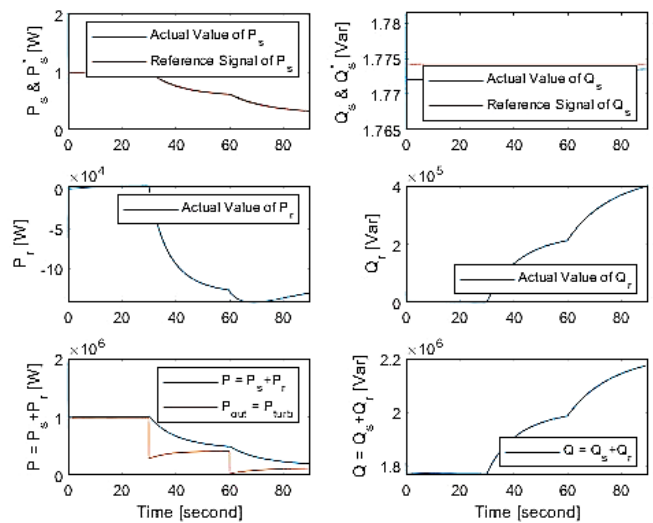 2
1
0
P_s & P_s^* [W]
Actual Value of P_s
Reference Signal of P_s
0 20 40 60 80
1.78
1.775
1.77
1.765
Q_s & Q_s^* [Var]
Actual Value of Q_s
Reference Signal of Q_s
0 20 40 60 80
×10^4
0
-5
-10
P_r [W]
Actual Value of P_r
0 20 40 60 80
×10^5
4
2
0
Q_r [Var]
Actual Value of Q_r
0 20 40 60 80
×10^6
2
1
0
P = P_s+P_r [W]
P = P_s+P_r
P_out = P_turb
0 20 40 60 80
Time [second]
×10^6
2.2
2
1.8
Q = Q_s+Q_r [Var]
Q = Q_s+Q_r
0 20 40 60 80
Time [second]